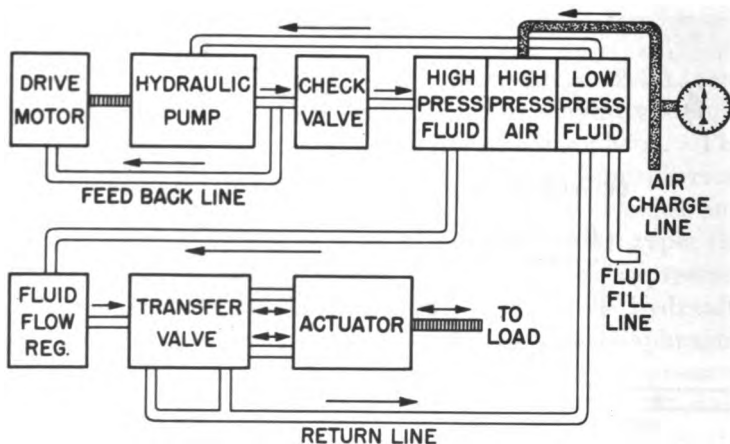 DRIVE
MOTOR
HYDRAULIC
PUMP
CHECK
VALVE
HIGH
PRESS
FLUID
HIGH
PRESS
AIR
LOW
PRESS
FLUID
FEED BACK LINE
AIR
CHARGE
LINE
FLUID
FILL
LINE
FLUID
FLOW
REG.
TRANSFER
VALVE
ACTUATOR
TO
LOAD
RETURN LINE